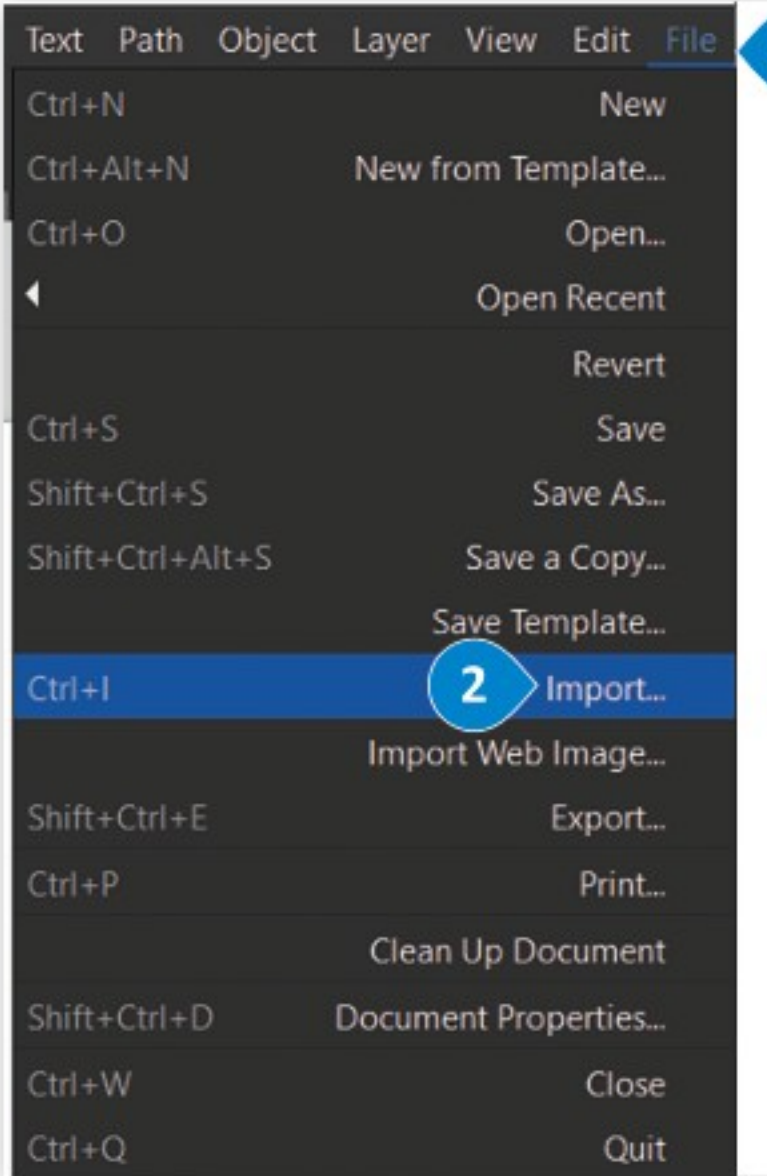 Text Path Object Layer View Edit File
Ctrl+N New
Ctrl+Alt+N New from Template...
Ctrl+O Open...
Open Recent
Revert
Ctrl+S Save
Shift+Ctrl+S Save As...
Shift+Ctrl+Alt+S Save a Copy...
Save Template...
Ctrl+I 2 Import...
Import Web Image...
Shift+Ctrl+E Export...
Ctrl+P Print...
Clean Up Document
Shift+Ctrl+D Document Properties...
Ctrl+W Close
Ctrl+Q Quit